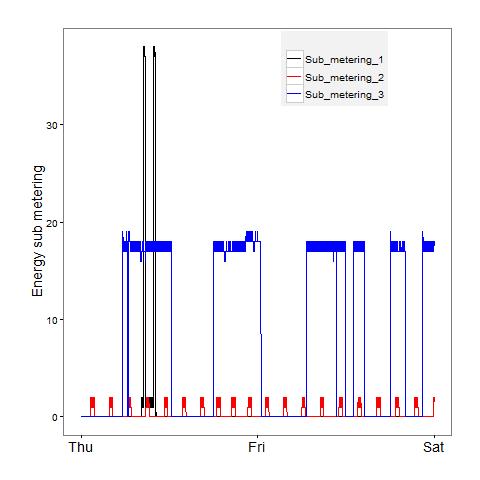 Sub_metering_1
Sub_metering_2
Sub_metering_3
Energy sub metering
30
20
10
0
Thu Fri Sat